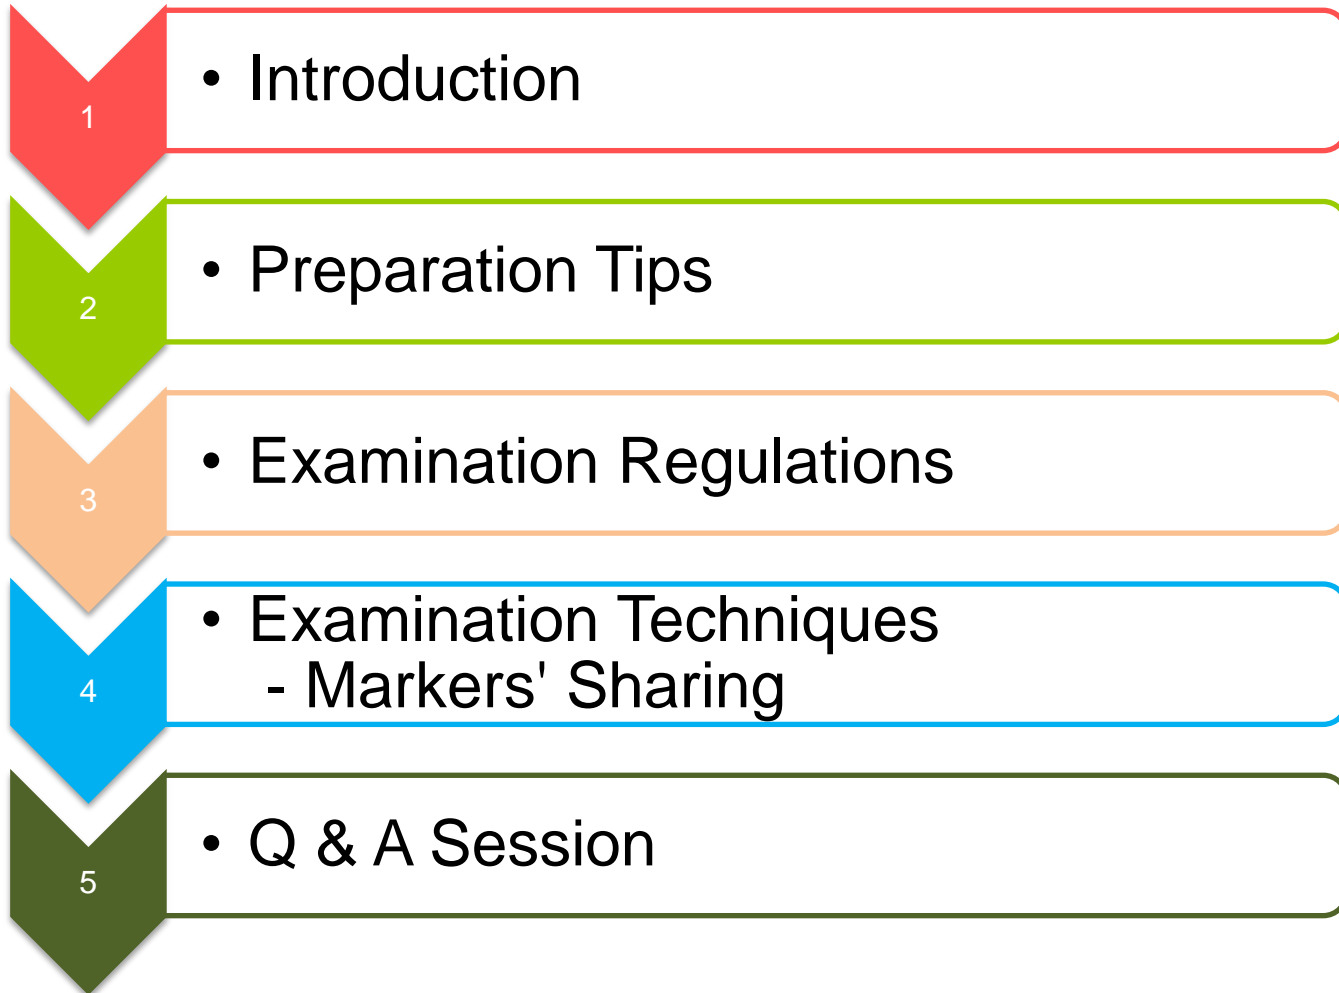 1
• Introduction
2
• Preparation Tips
3
• Examination Regulations
4
• Examination Techniques
- Markers' Sharing
5
• Q & A Session